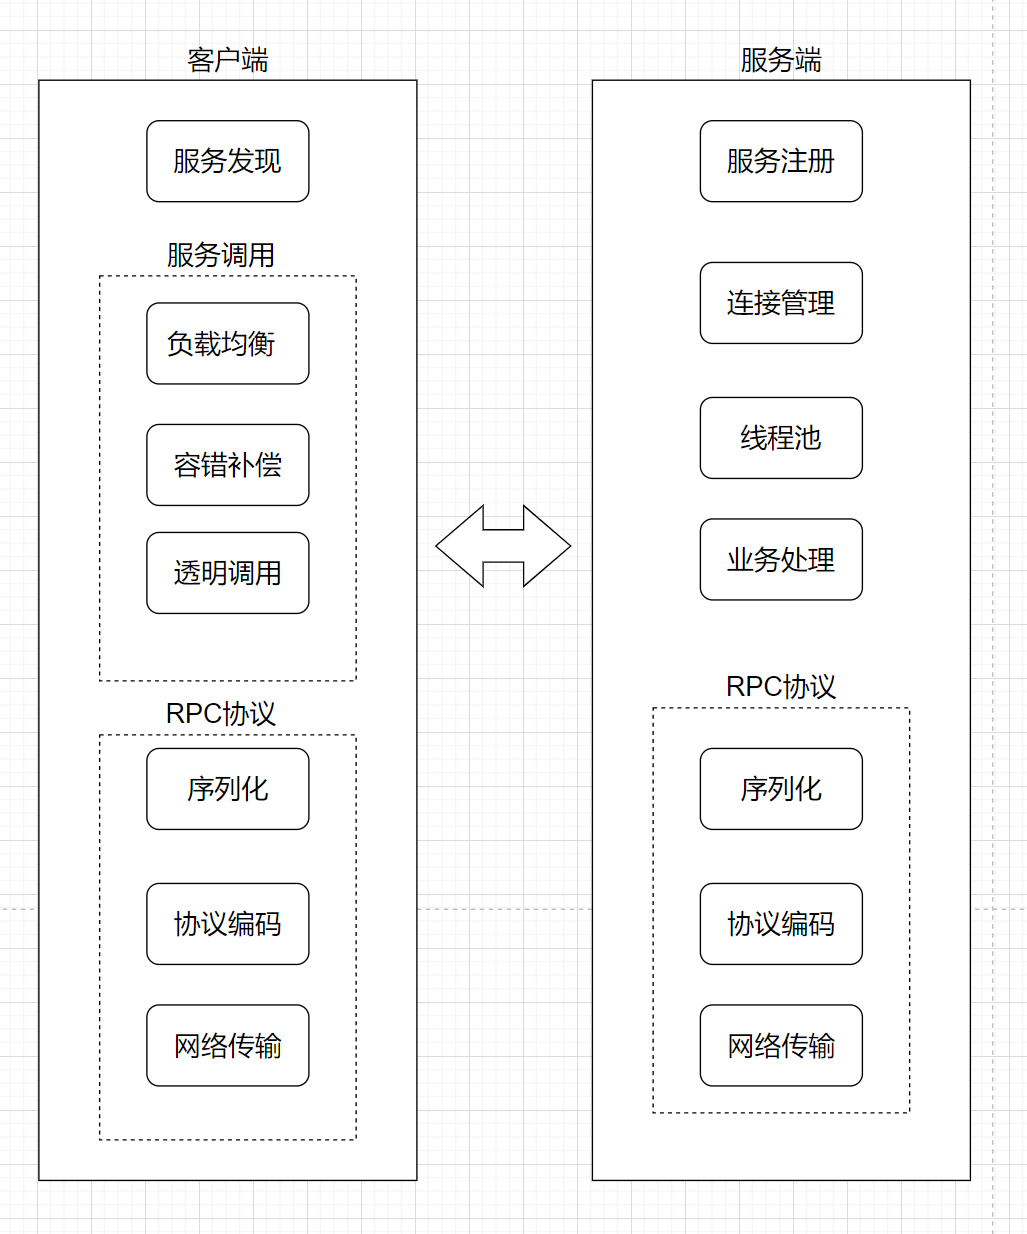 客户端
服务发现
服务调用
负载均衡
容错补偿
透明调用
RPC协议
序列化
协议编码
网络传输
服务端
服务注册
连接管理
线程池
业务处理
RPC协议
序列化
协议编码
网络传输